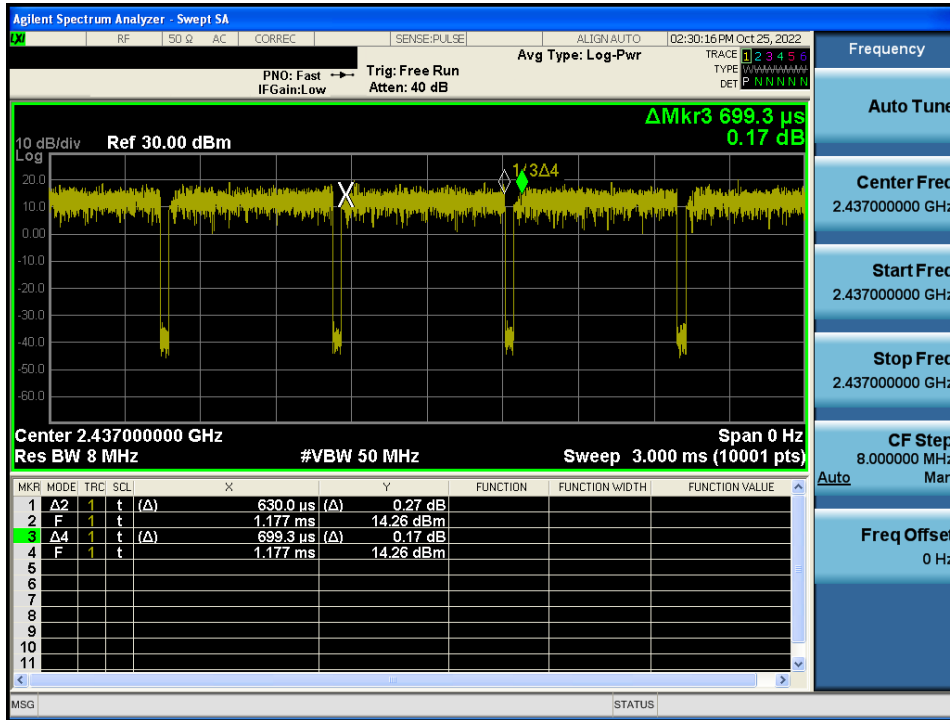 Agilent Spectrum Analyzer - Swept SA
LXI RF 50 Ω AC CORREC SENSE:PULSE ALIGN AUTO 02:30:16 PM Oct 25, 2022
PNO: Fast
IFGain:Low
Trig: Free Run
Atten: 40 dB
Avg Type: Log-Pwr
TRACE 1 2 3 4 5 6
TYPE WWWWWW
DET P N N N N N
ΔMkr3 699.3 µs
0.17 dB
10 dB/div Ref 30.00 dBm
Log
1/3Δ4
X
20.0
10.0
0.00
-10.0
-20.0
-30.0
-40.0
-50.0
-60.0
Center 2.437000000 GHz Span 0 Hz
Res BW 8 MHz #VBW 50 MHz Sweep 3.000 ms (10001 pts)
MKR MODE TRC SCL X Y FUNCTION FUNCTION WIDTH FUNCTION VALUE
1 Δ2 1 t (Δ) 630.0 µs (Δ) 0.27 dB
2 F 1 t 1.177 ms 14.26 dBm
3 Δ4 1 t (Δ) 699.3 µs (Δ) 0.17 dB
4 F 1 t 1.177 ms 14.26 dBm
5
6
7
8
9
10
11
MSG STATUS
Frequency
Auto Tune
Center Freq
2.437000000 GHz
Start Freq
2.437000000 GHz
Stop Freq
2.437000000 GHz
CF Step
8.000000 MHz
Auto Man
Freq Offset
0 Hz